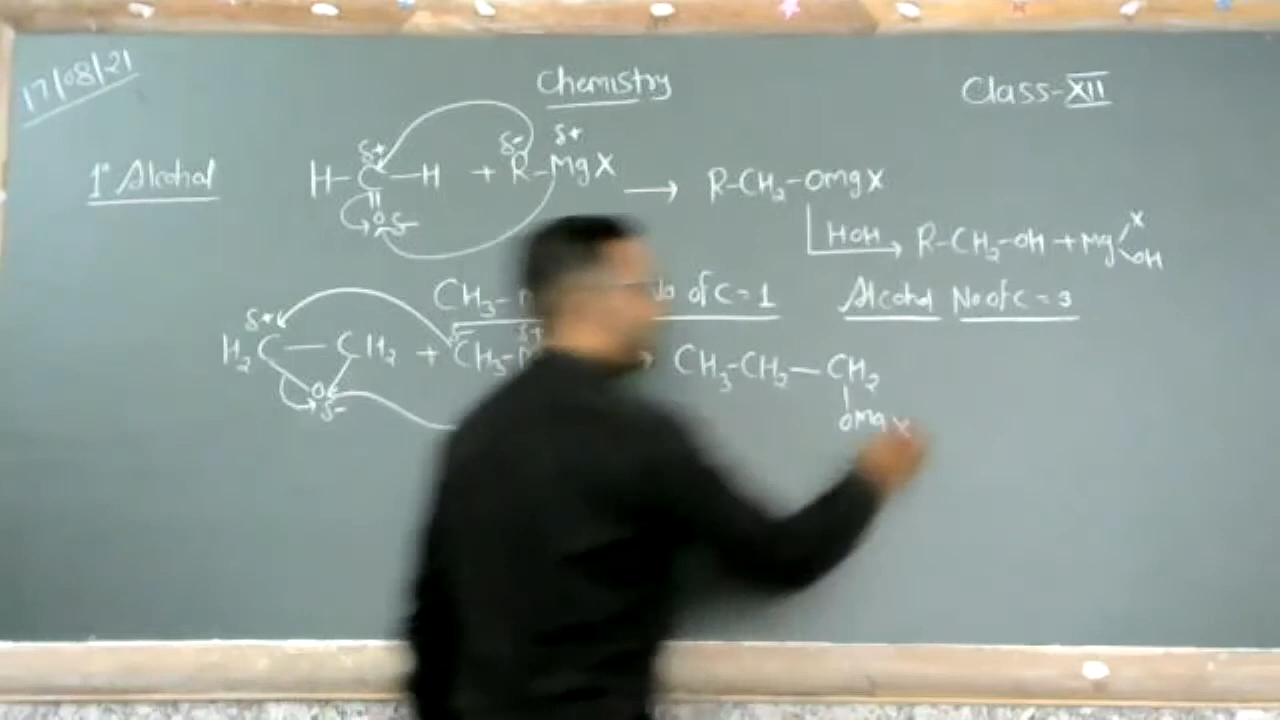 17/08/21
Chemistry
Class-XII
1° Alcohol
H-C-H + R-MgX → R-CH2-OMgX
δ+ δ- δ+
O δ-
HOH → R-CH2-OH + Mg X OH
CH3- of C = 1 Alcohol No of C = 3
δ+ δ- δ+
H2C — CH2 + CH3- → CH3-CH2—CH2
O δ-
OMgX